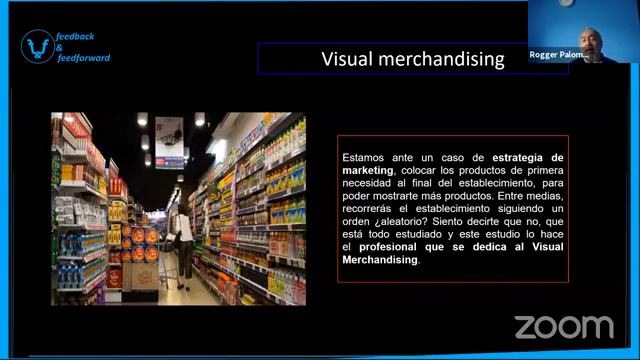 feedback
&
feedforward
Visual merchandising
Rogger Palom...
Estamos ante un caso de estrategia de
marketing, colocar los productos de primera
necesidad al final del establecimiento, para
poder mostrarte más productos. Entre medias,
recorrerás el establecimiento siguiendo un
orden ¿aleatorio? Siento decirte que no, que
está todo estudiado y este estudio lo hace
el profesional que se dedica al Visual
Merchandising.
zoom